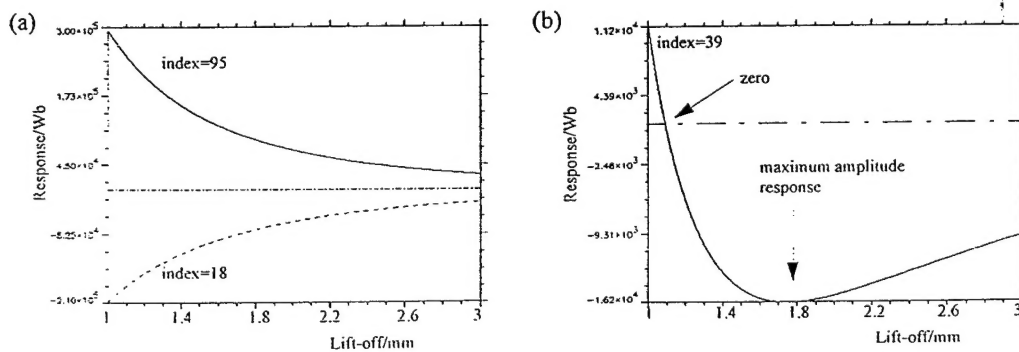 (a)
3.00×10⁵
1.73×10⁵
4.50×10⁴
-8.25×10⁴
-2.10×10⁵
Response/Wb
index=95
index=18
1
1.4
1.8
2.2
2.6
3
Lift-off/mm
(b)
1.12×10⁴
4.39×10³
-2.48×10³
-9.31×10³
-1.62×10⁴
Response/Wb
index=39
zero
maximum amplitude
response
1
1.4
1.8
2.2
2.6
3
Lift-off/mm